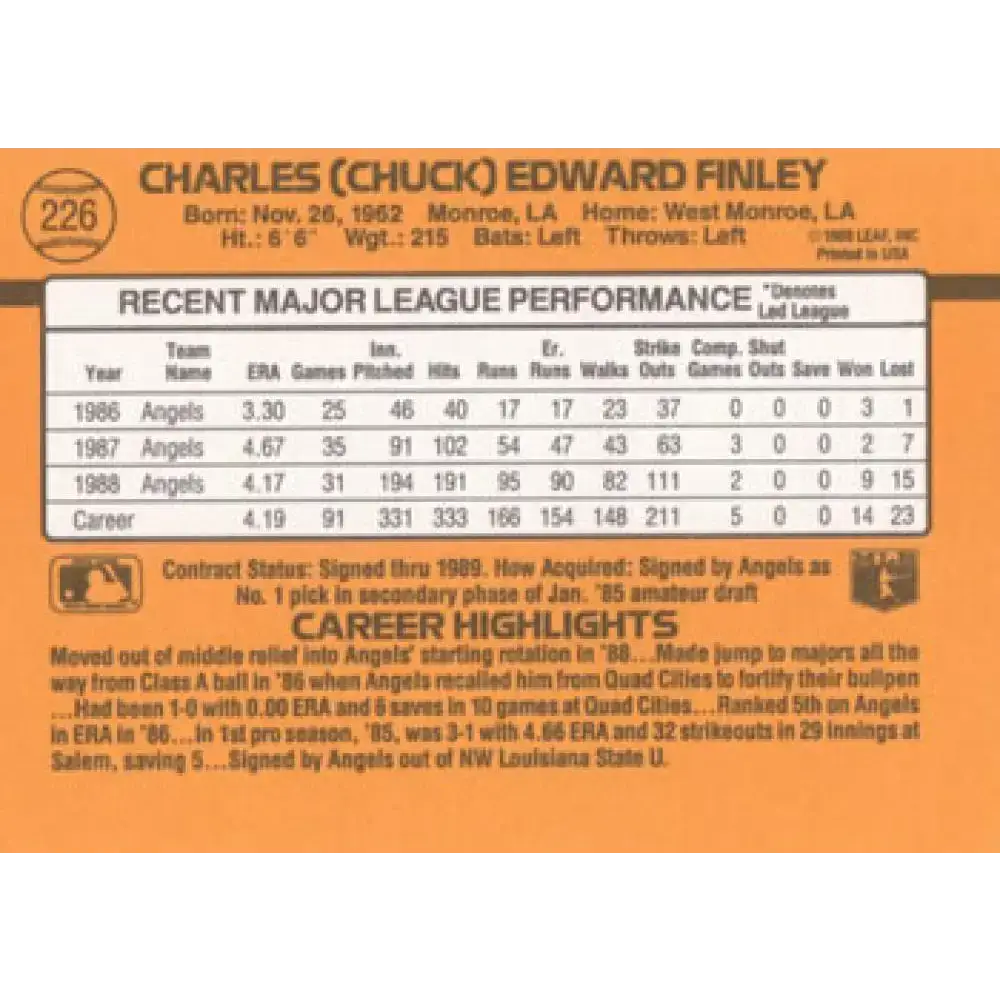 226
CHARLES (CHUCK) EDWARD FINLEY
Born: Nov. 26, 1962 Monroe, LA Home: West Monroe, LA
Ht.: 6'6" Wgt.: 215 Bats: Left Throws: Left
© 1989 LEAF, INC.
Printed in USA
RECENT MAJOR LEAGUE PERFORMANCE *Denotes Led League
Year Team Name ERA Games Inn. Pitched Hits Runs Er. Runs Walks Strike Outs Comp. Games Shut Outs Save Won Lost
1986 Angels 3.30 25 46 40 17 17 23 37 0 0 0 3 1
1987 Angels 4.67 35 91 102 54 47 43 63 3 0 0 2 7
1988 Angels 4.17 31 194 191 95 90 82 111 2 0 0 9 15
Career 4.19 91 331 333 166 154 148 211 5 0 0 14 23
Contract Status: Signed thru 1989. How Acquired: Signed by Angels as
No. 1 pick in secondary phase of Jan. '85 amateur draft
CAREER HIGHLIGHTS
Moved out of middle relief into Angels' starting rotation in '88...Made jump to majors all the
way from Class A ball in '86 when Angels recalled him from Quad Cities to fortify their bullpen
...Had been 1-0 with 0.00 ERA and 6 saves in 10 games at Quad Cities...Ranked 5th on Angels
in ERA in '86...In 1st pro season, '85, was 3-1 with 4.66 ERA and 32 strikeouts in 29 innings at
Salem, saving 5...Signed by Angels out of NW Louisiana State U.